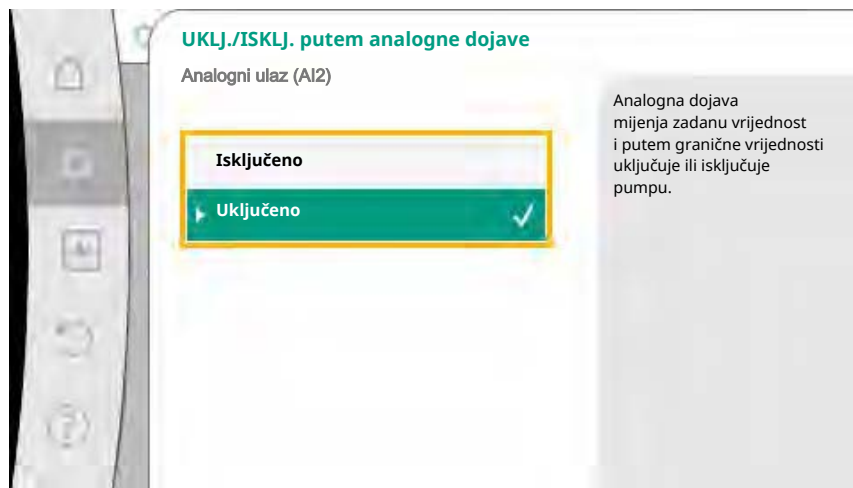 UKLJ./ISKLJ. putem analogne dojave
Analogni ulaz (AI2)
Isključeno
Uključeno
Analogna dojava
mijenja zadanu vrijednost
i putem granične vrijednosti
uključuje ili isključuje
pumpu.